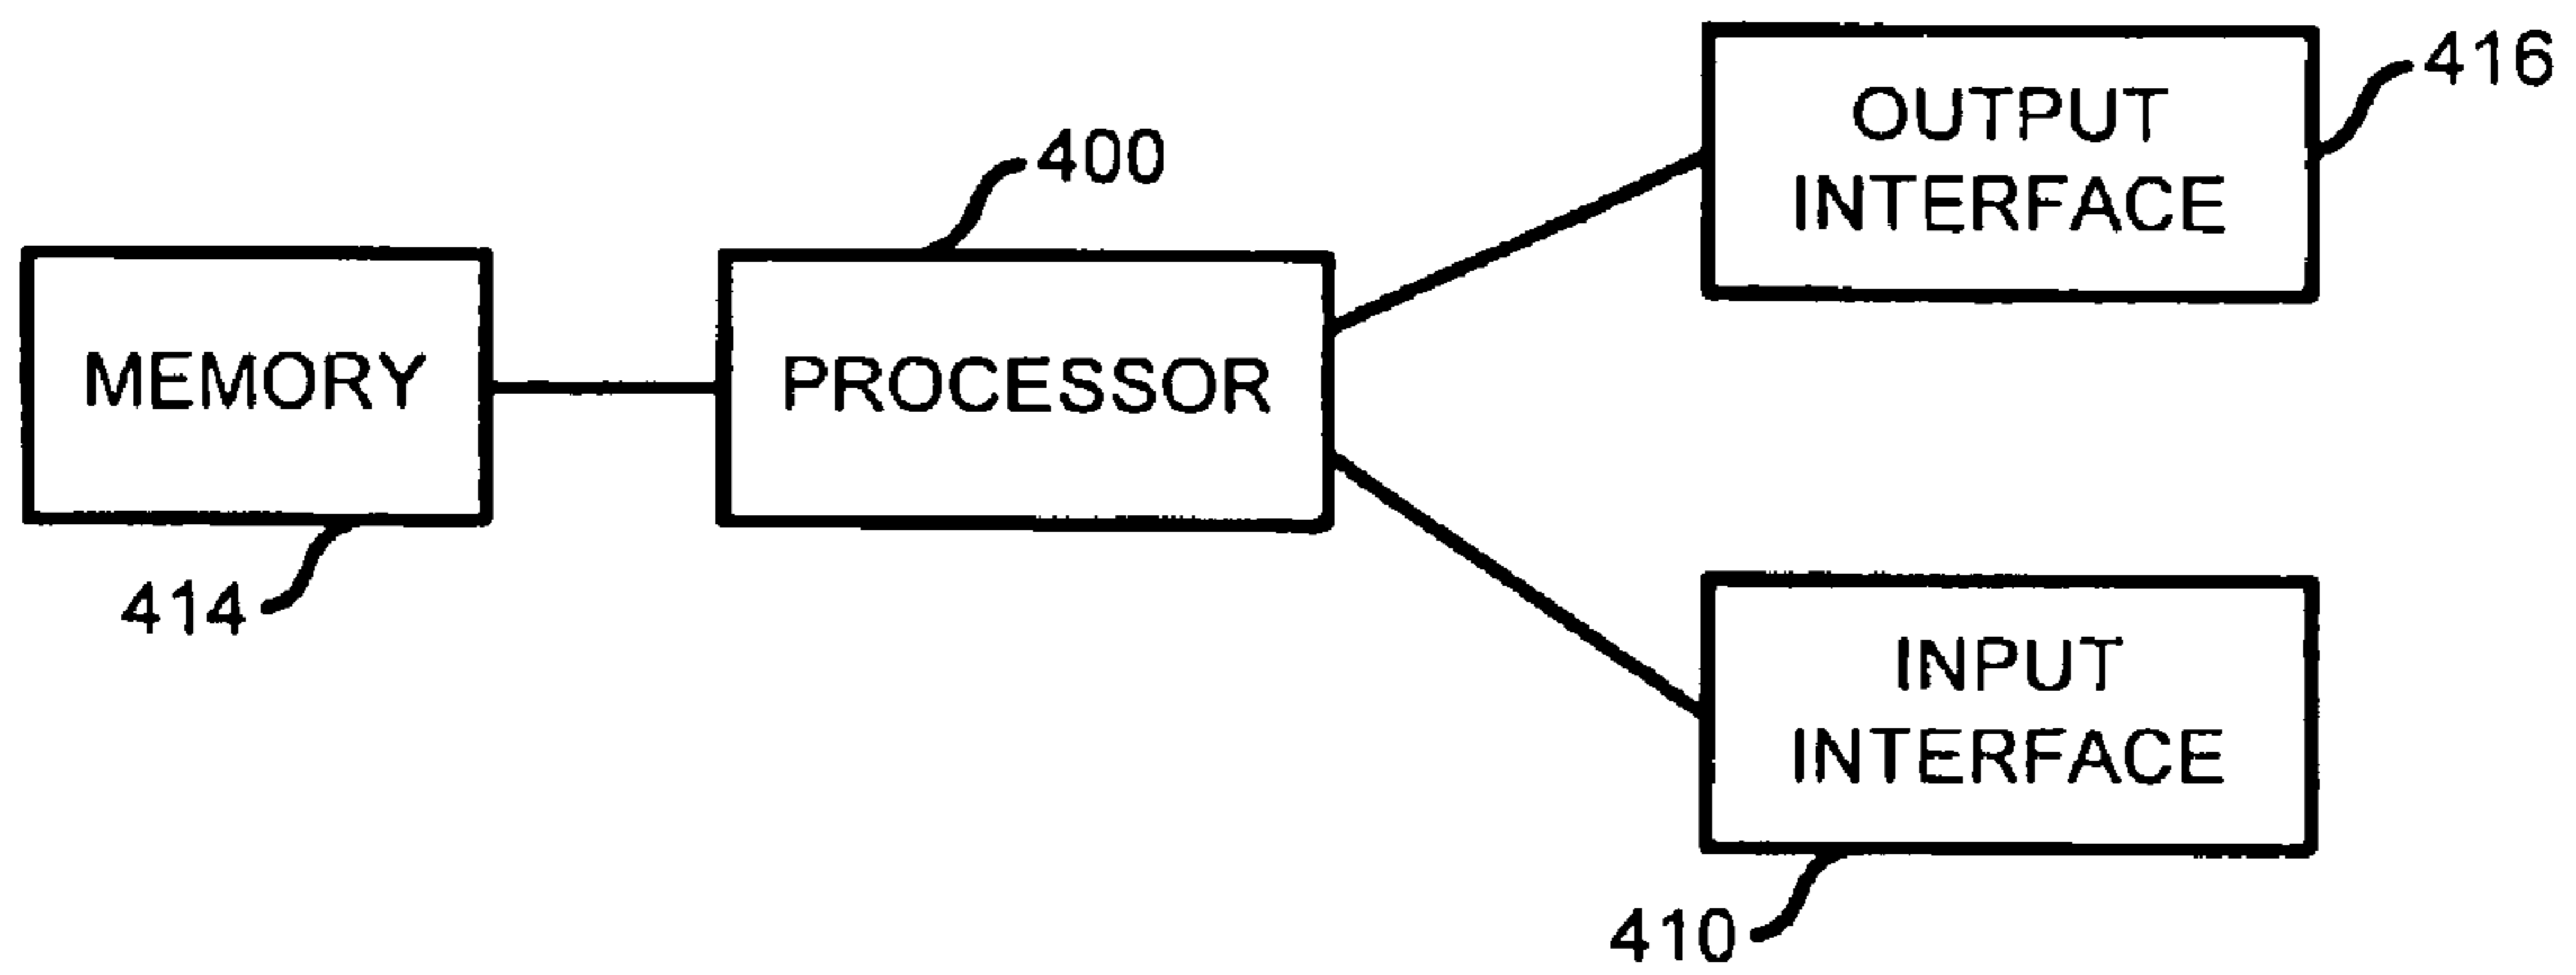 416
OUTPUT
INTERFACE
400
MEMORY
PROCESSOR
414
INPUT
INTERFACE
410